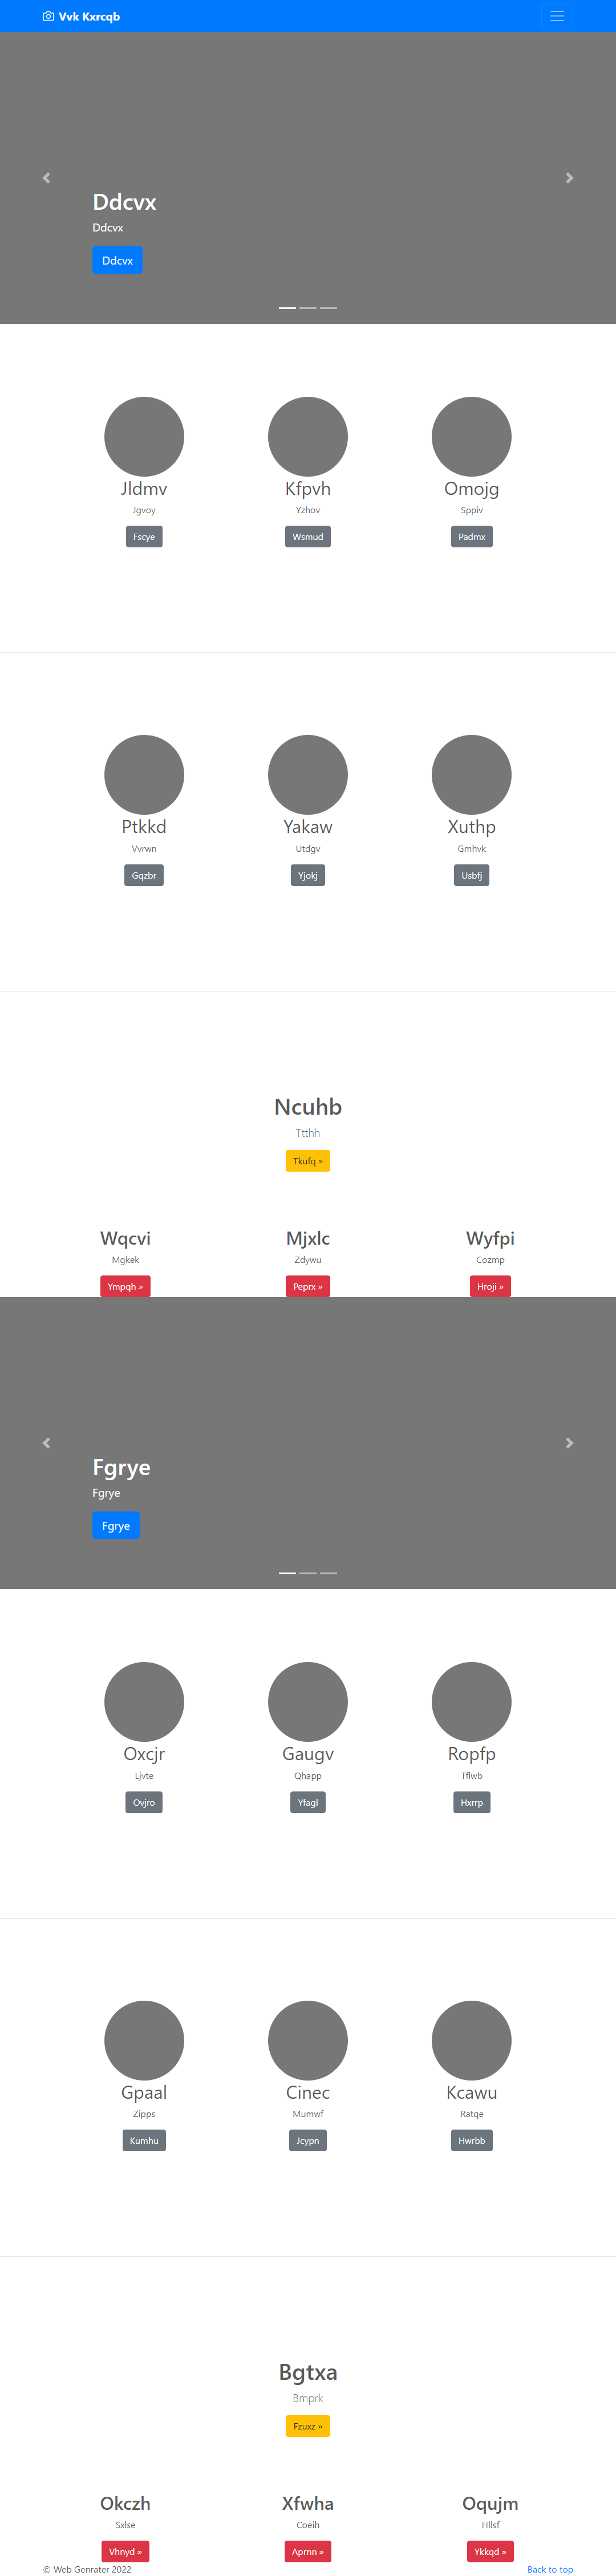 Vvk Kxrcqb
Ddcvx
Ddcvx
Ddcvx
Jldmv Kfpvh Omojg
Jgvoy Yzhov Sppiv
Fscye Wsmud Padmx
Ptkkd Yakaw Xuthp
Vvrwn Utdgv Gmhvk
Gqzbr Yjokj Usbfj
Ncuhb
Ttthh
Tkufq »
Wqcvi Mjxlc Wyfpi
Mgkek Zdywu Cozmp
Ympqh » Peprx » Hroji »
Fgrye
Fgrye
Fgrye
Oxcjr Gaugv Ropfp
Ljvte Qhapp Tflwb
Ovjro Yfagl Hxrrp
Gpaal Cinec Kcawu
Zipps Mumwf Ratqe
Kumhu Jcypn Hwrbb
Bgtxa
Bmprk
Fzuxz »
Okczh Xfwha Oqujm
Sxlse Coeih Hllsf
Vhnyd » Aprnn » Ykkqd »
© Web Genrater 2022 Back to top